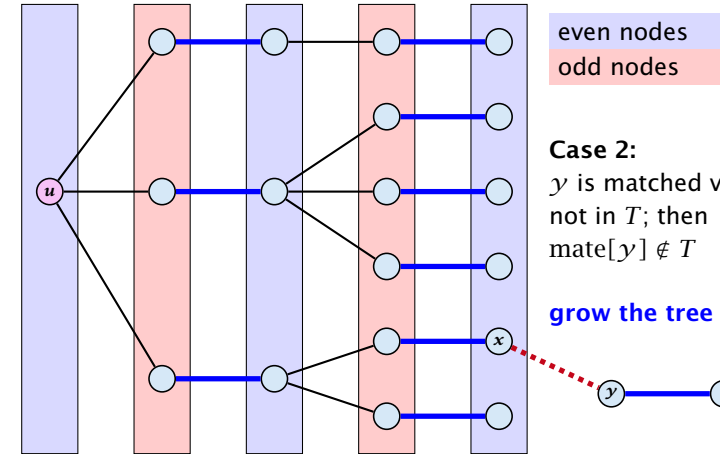 even nodes
odd nodes
Case 2:
y is matched
not in T; then
mate[y] ∉ T
grow the tree
u
x
y